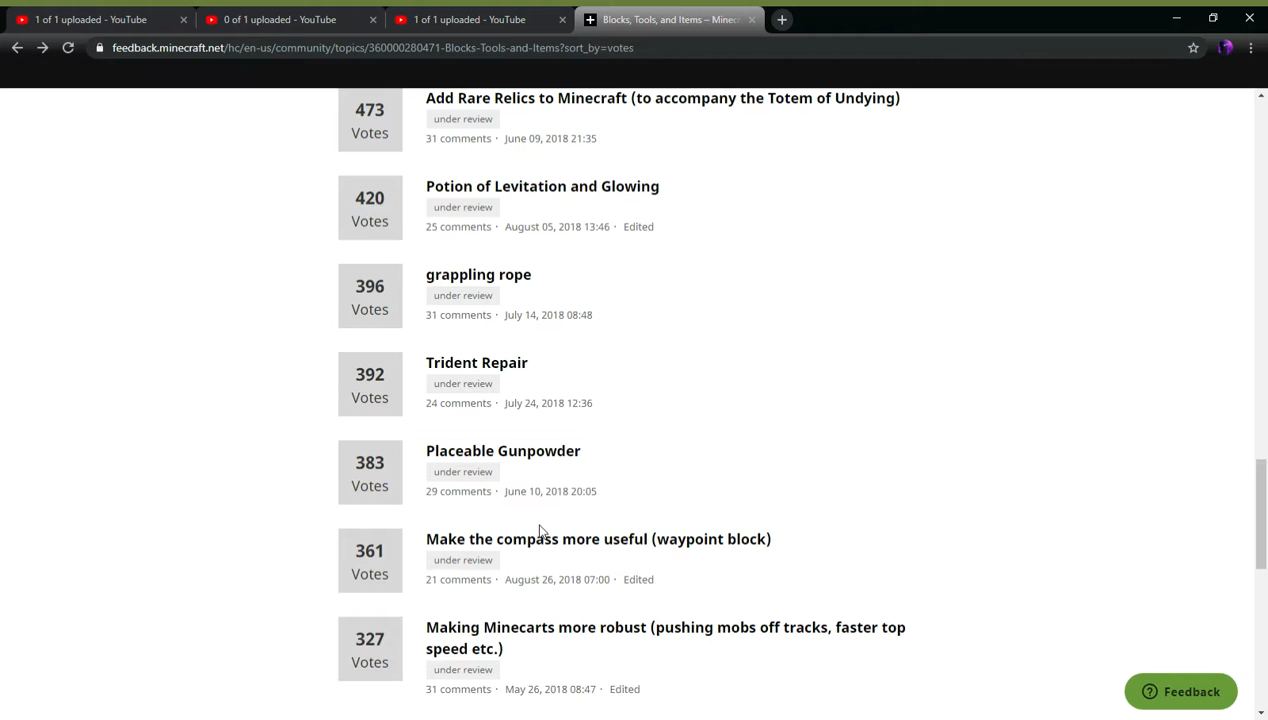 1 of 1 uploaded - YouTube
0 of 1 uploaded - YouTube
1 of 1 uploaded - YouTube
Blocks, Tools, and Items – Minec
feedback.minecraft.net/hc/en-us/community/topics/360000280471-Blocks-Tools-and-Items?sort_by=votes
473
Votes
Add Rare Relics to Minecraft (to accompany the Totem of Undying)
under review
31 comments · June 09, 2018 21:35
420
Votes
Potion of Levitation and Glowing
under review
25 comments · August 05, 2018 13:46 · Edited
396
Votes
grappling rope
under review
31 comments · July 14, 2018 08:48
392
Votes
Trident Repair
under review
24 comments · July 24, 2018 12:36
383
Votes
Placeable Gunpowder
under review
29 comments · June 10, 2018 20:05
361
Votes
Make the compass more useful (waypoint block)
under review
21 comments · August 26, 2018 07:00 · Edited
327
Votes
Making Minecarts more robust (pushing mobs off tracks, faster top
speed etc.)
under review
31 comments · May 26, 2018 08:47 · Edited
Feedback